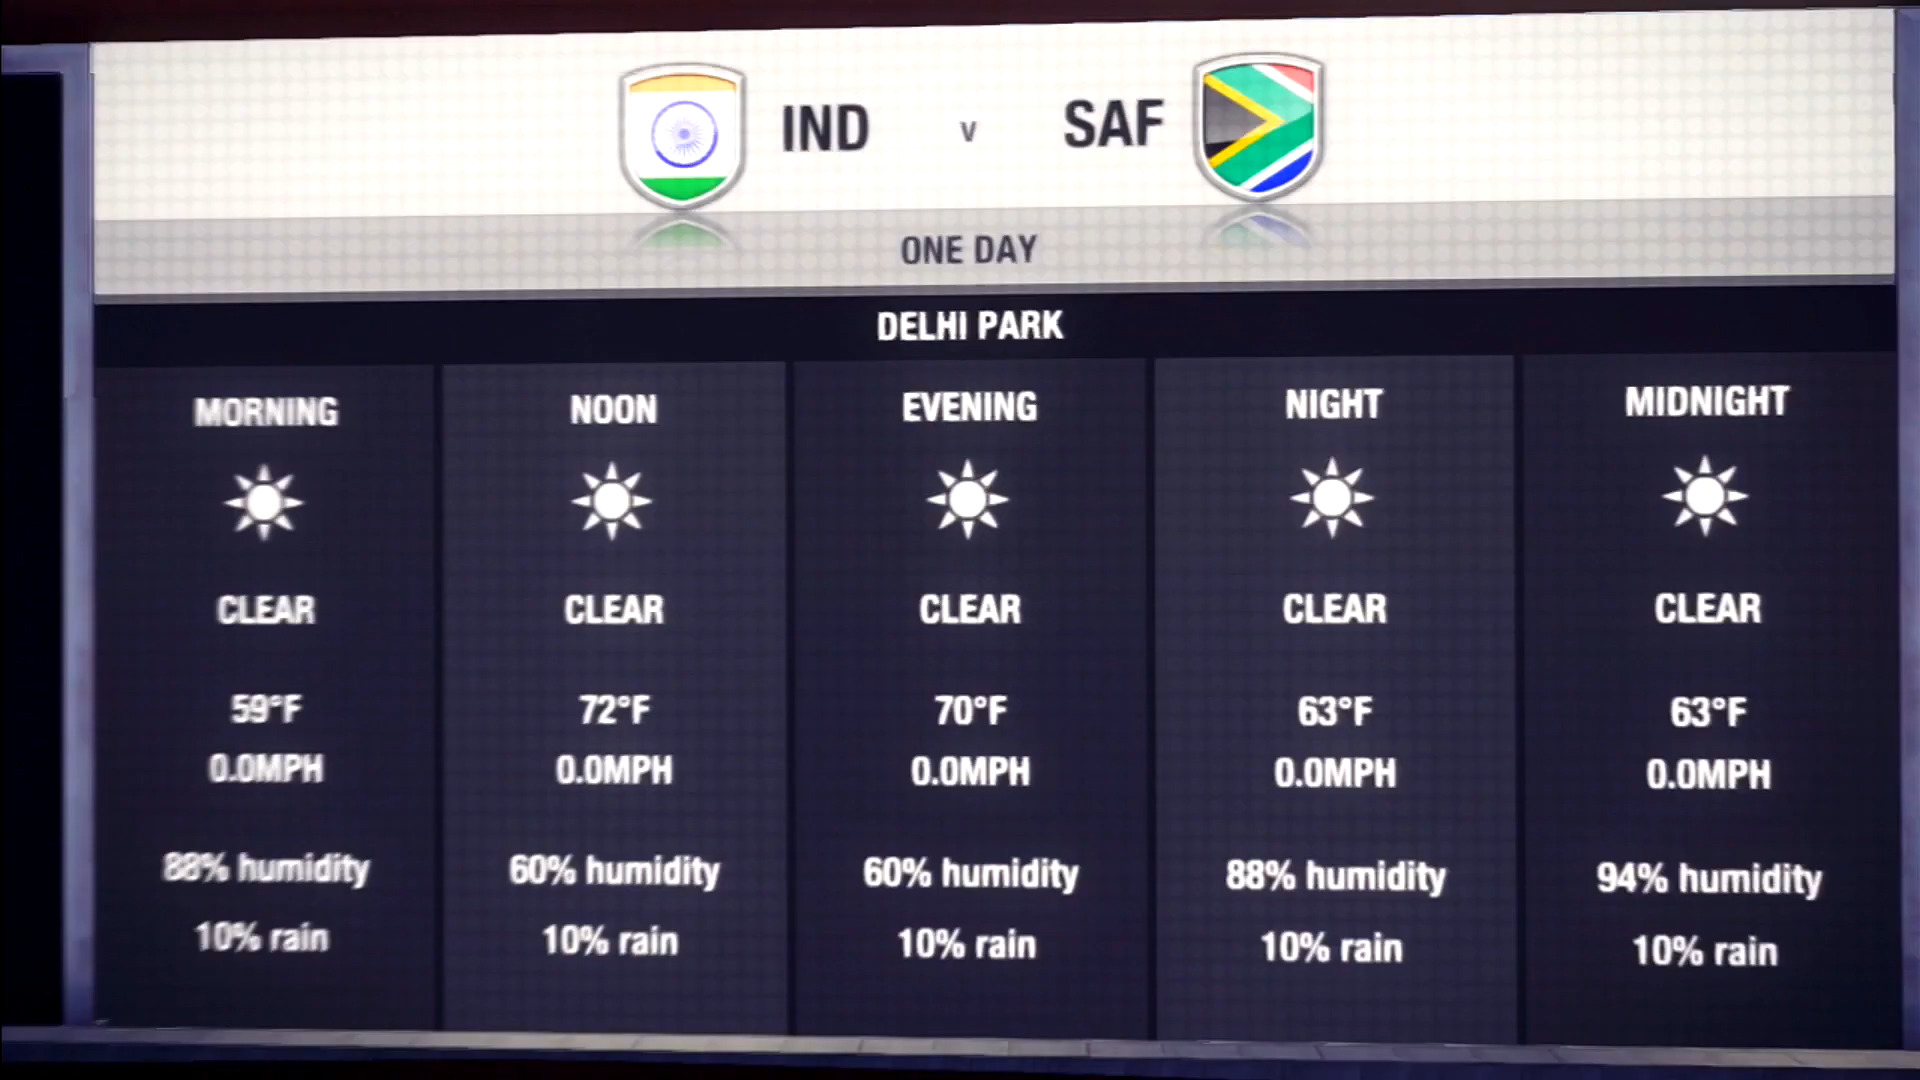 IND v SAF
ONE DAY
DELHI PARK
MORNING NOON EVENING NIGHT MIDNIGHT
CLEAR CLEAR CLEAR CLEAR CLEAR
59°F 72°F 70°F 63°F 63°F
0.0MPH 0.0MPH 0.0MPH 0.0MPH 0.0MPH
88% humidity 60% humidity 60% humidity 88% humidity 94% humidity
10% rain 10% rain 10% rain 10% rain 10% rain